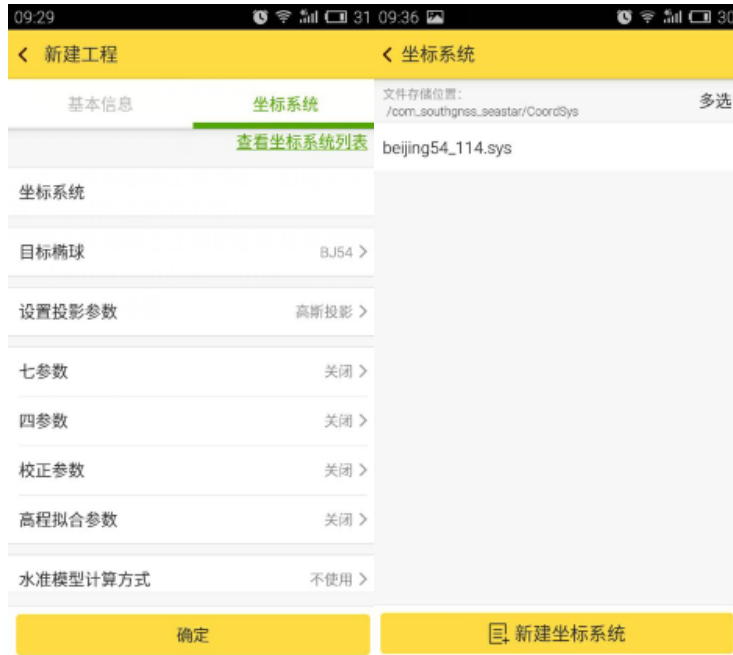 09:29
31
新建工程
基本信息
坐标系统
查看坐标系统列表
坐标系统
目标椭球
BJ54
设置投影参数
高斯投影
七参数
关闭
四参数
关闭
校正参数
关闭
高程拟合参数
关闭
水准模型计算方式
不使用
确定
09:36
30
坐标系统
文件存储位置:
/com_southgnss_seastar/CoordSys
多选
beijing54_114.sys
新建坐标系统